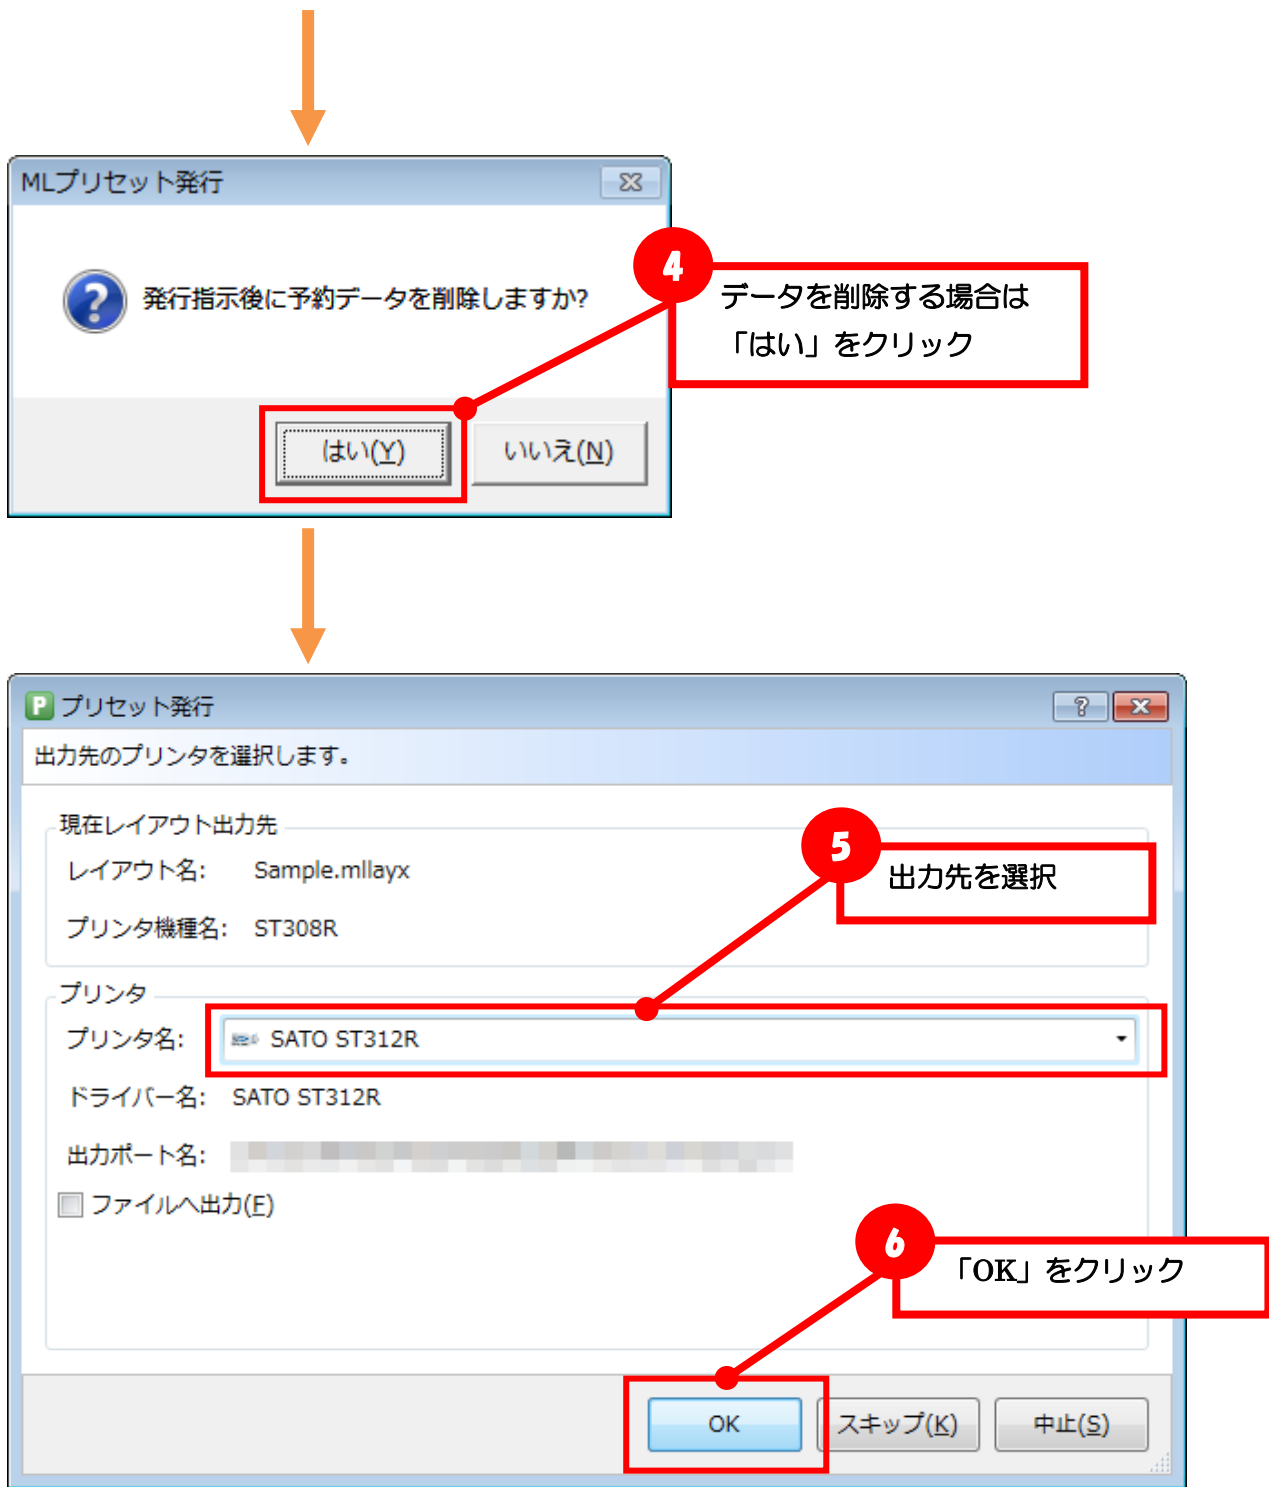 MLプリセット発行
発行指示後に予約データを削除しますか?
4
データを削除する場合は
「はい」をクリック
はい(Y)
いいえ(N)
プリセット発行
出力先のプリンタを選択します。
現在レイアウト出力先
レイアウト名: Sample.mllayx
プリンタ機種名: ST308R
5
出力先を選択
プリンタ
プリンタ名: SATO ST312R
ドライバー名: SATO ST312R
出力ポート名:
ファイルへ出力(F)
6
「OK」をクリック
OK
スキップ(K)
中止(S)